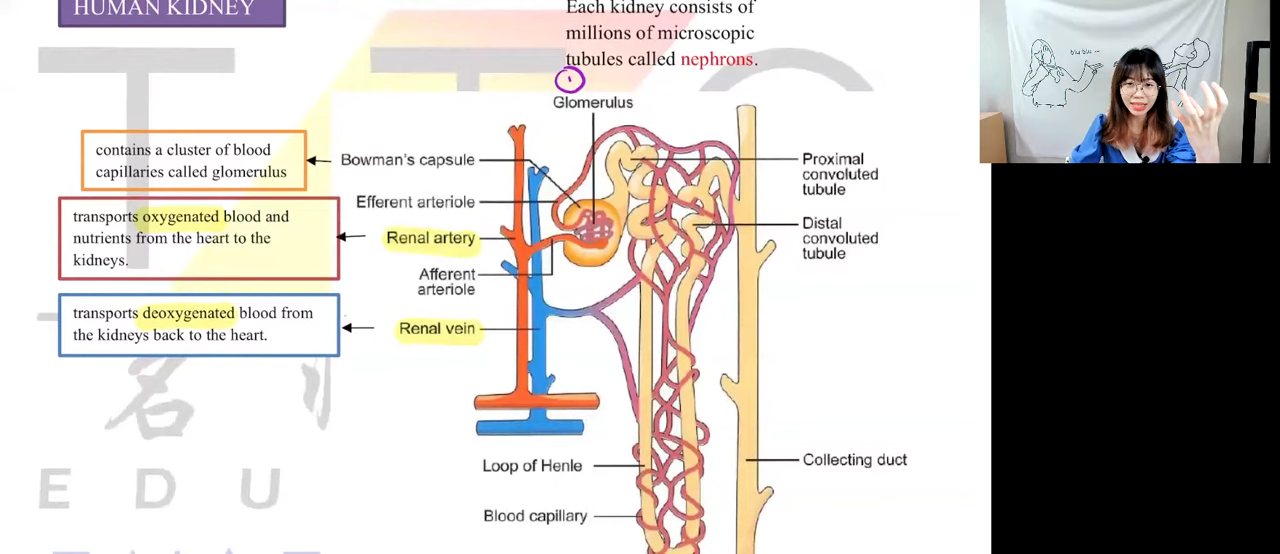 HUMAN KIDNEY
Each kidney consists of
millions of microscopic
tubules called nephrons.
1
Glomerulus
contains a cluster of blood
capillaries called glomerulus
Bowman's capsule
Proximal
convoluted
tubule
transports oxygenated blood and
nutrients from the heart to the
kidneys.
Efferent arteriole
Renal artery
Distal
convoluted
tubule
Afferent
arteriole
transports deoxygenated blood from
the kidneys back to the heart.
Renal vein
Loop of Henle
Collecting duct
Blood capillary
名
E D U